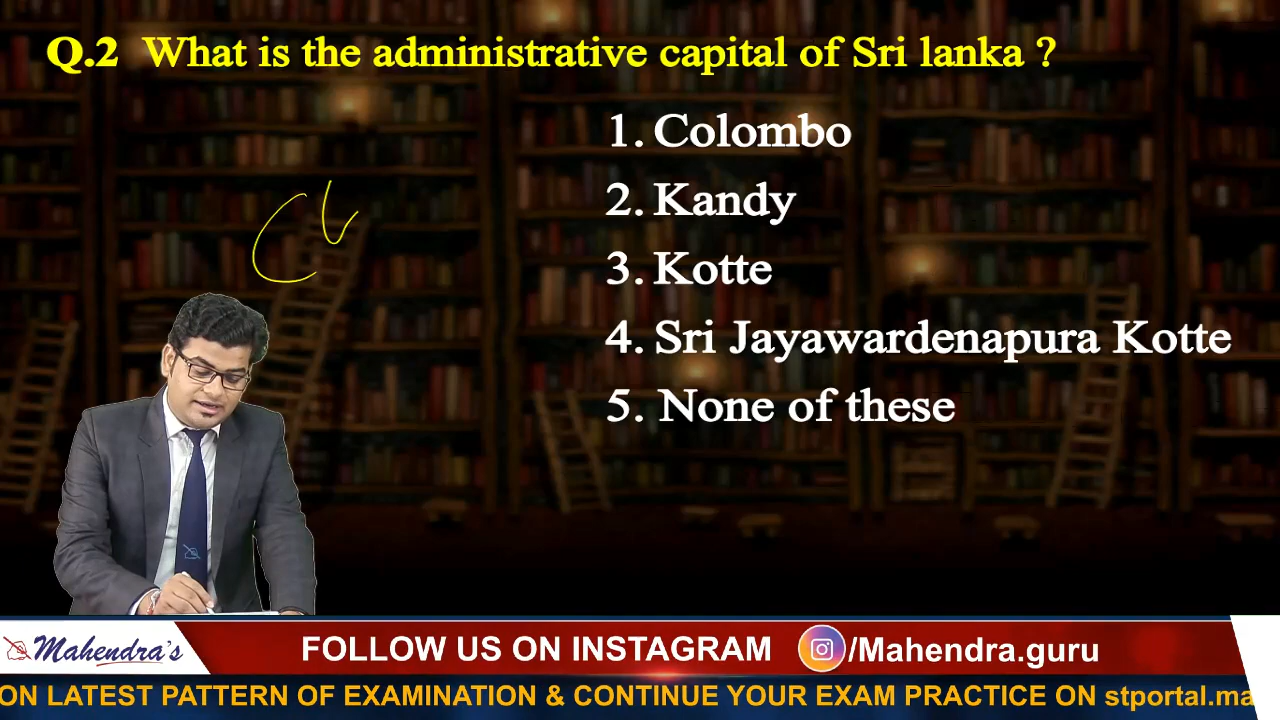 Q.2 What is the administrative capital of Sri lanka ?
1. Colombo
2. Kandy
3. Kotte
4. Sri Jayawardenapura Kotte
5. None of these
Mahendra's
FOLLOW US ON INSTAGRAM /Mahendra.guru
ON LATEST PATTERN OF EXAMINATION & CONTINUE YOUR EXAM PRACTICE ON stportal.ma